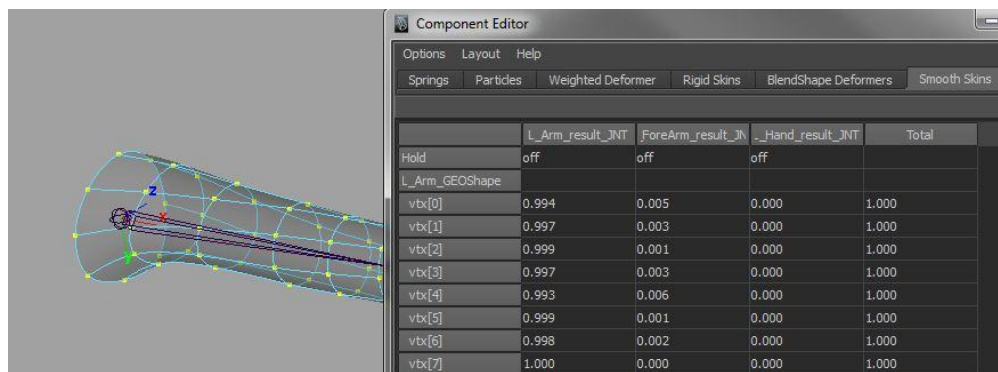 Component Editor
Options Layout Help
Springs Particles Weighted Deformer Rigid Skins BlendShape Deformers Smooth Skins
L_Arm_result_JNT _ForeArm_result_JN ‥_Hand_result_JNT Total
Hold off off off
L_Arm_GEOShape
vtx[0] 0.994 0.005 0.000 1.000
vtx[1] 0.997 0.003 0.000 1.000
vtx[2] 0.999 0.001 0.000 1.000
vtx[3] 0.997 0.003 0.000 1.000
z
x
vtx[4] 0.993 0.006 0.000 1.000
y
vtx[5] 0.999 0.001 0.000 1.000
vtx[6] 0.998 0.002 0.000 1.000
vtx[7] 1.000 0.000 0.000 1.000